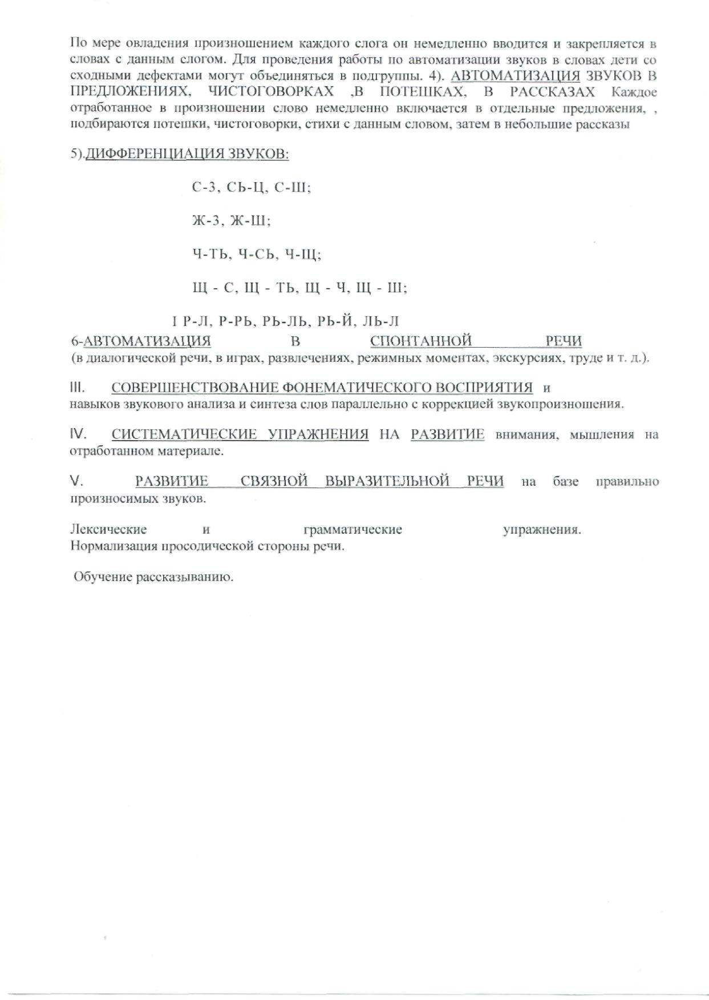 По мере овладения произношением каждого слога он немедленно вводится и закрепляется в
словах с данным слогом. Для проведения работы по автоматизации звуков в словах дети со
сходными дефектами могут объединяться в подгруппы. 4). АВТОМАТИЗАЦИЯ ЗВУКОВ В
ПРЕДЛОЖЕНИЯХ, ЧИСТОГОВОРКАХ ,В ПОТЕШКАХ, В РАССКАЗАХ Каждое
отработанное в произношении слово немедленно включается в отдельные предложения, ,
подбираются потешки, чистоговорки, стихи с данным словом, затем в небольшие рассказы
5).ДИФФЕРЕНЦИАЦИЯ ЗВУКОВ:
С-З, СЬ-Ц, С-Ш;
Ж-З, Ж-Ш;
Ч-ТЬ, Ч-СЬ, Ч-Щ;
Щ - С, Щ - ТЬ, Щ - Ч, Щ - Ш;
I Р-Л, Р-РЬ, РЬ-ЛЬ, РЬ-Й, ЛЬ-Л
6-АВТОМАТИЗАЦИЯ В СПОНТАННОЙ РЕЧИ
(в диалогической речи, в играх, развлечениях, режимных моментах, экскурсиях, труде и т. д.).
III. СОВЕРШЕНСТВОВАНИЕ ФОНЕМАТИЧЕСКОГО ВОСПРИЯТИЯ и
навыков звукового анализа и синтеза слов параллельно с коррекцией звукопроизношения.
IV. СИСТЕМАТИЧЕСКИЕ УПРАЖНЕНИЯ НА РАЗВИТИЕ внимания, мышления на
отработанном материале.
V. РАЗВИТИЕ СВЯЗНОЙ ВЫРАЗИТЕЛЬНОЙ РЕЧИ на базе правильно
произносимых звуков.
Лексические и грамматические упражнения.
Нормализация просодической стороны речи.
Обучение рассказыванию.